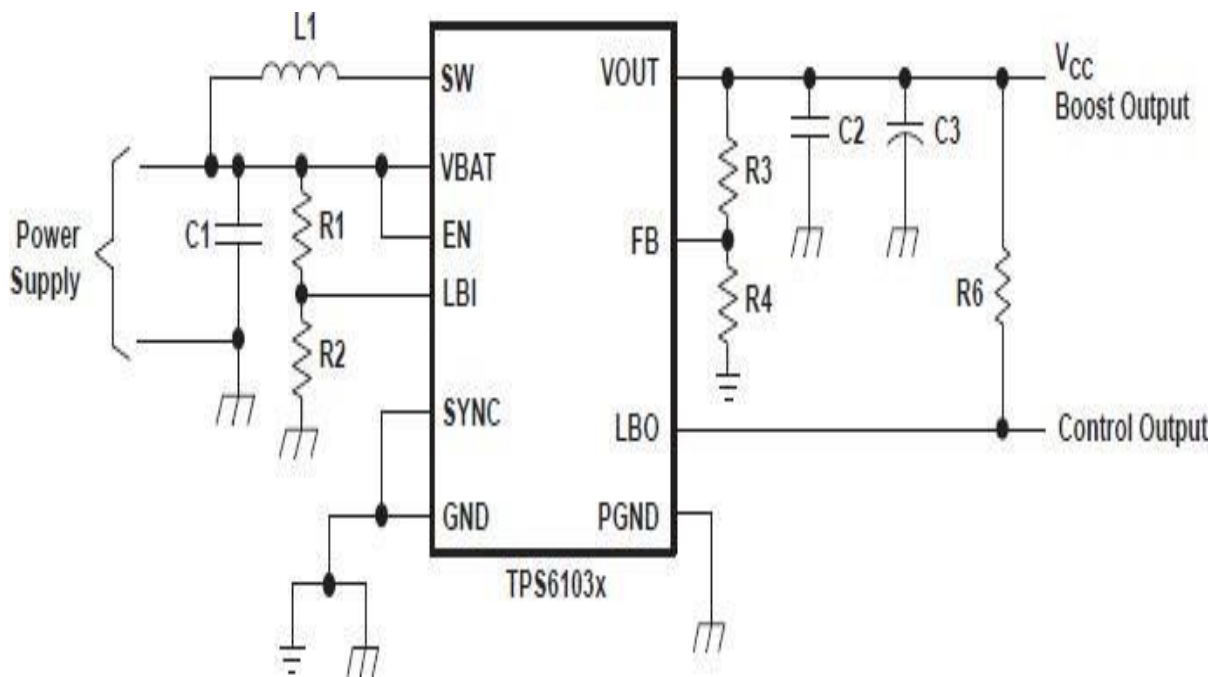 L1
SW
VOUT
V_CC
Boost Output
C2
C3
R3
VBAT
Power
Supply
C1
R1
EN
FB
LBI
R4
R6
R2
SYNC
LBO
Control Output
GND
PGND
TPS6103x